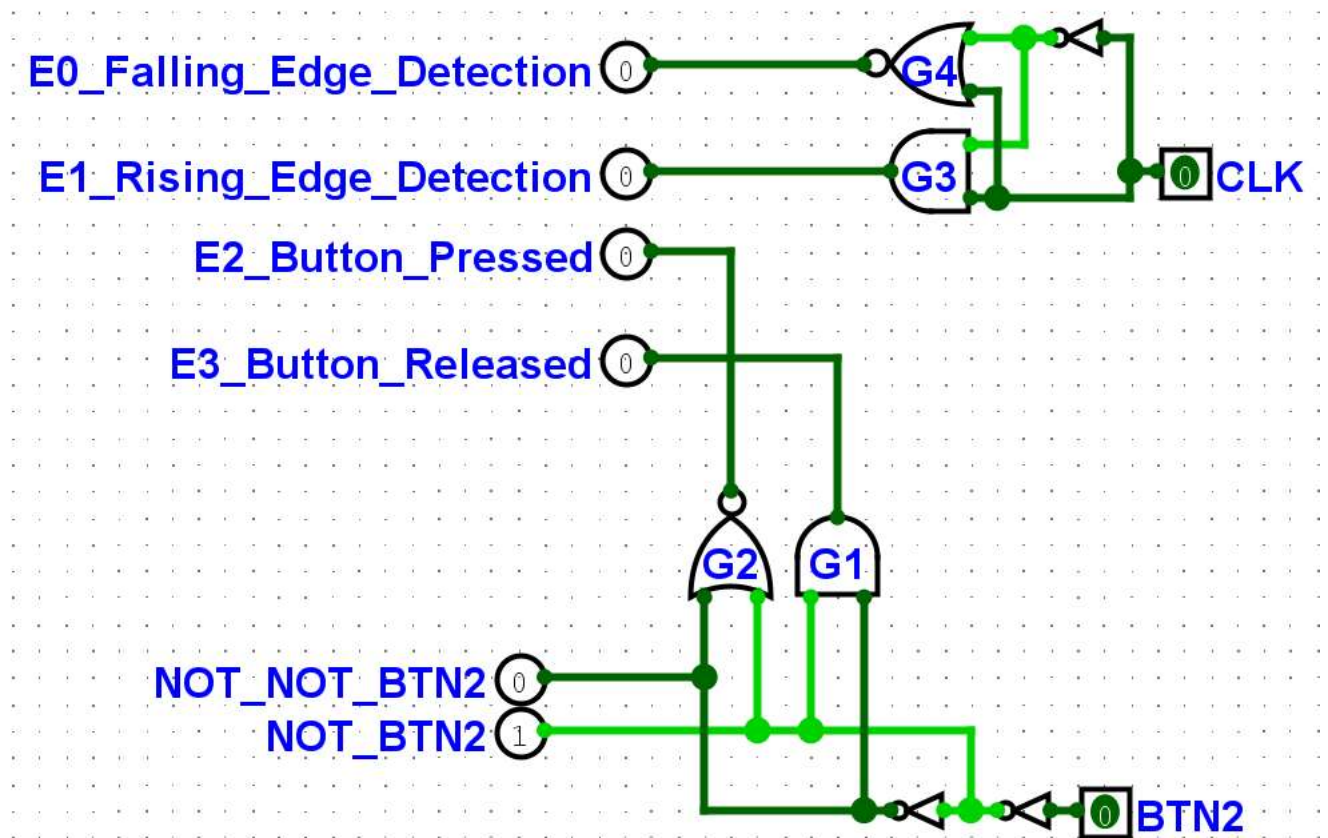 E0_Falling_Edge_Detection 0 G4
E1_Rising_Edge_Detection 0 G3 0 CLK
E2_Button_Pressed 0
E3_Button_Released 0
G2 G1
NOT_NOT_BTN2 0
NOT_BTN2 1
0 BTN2